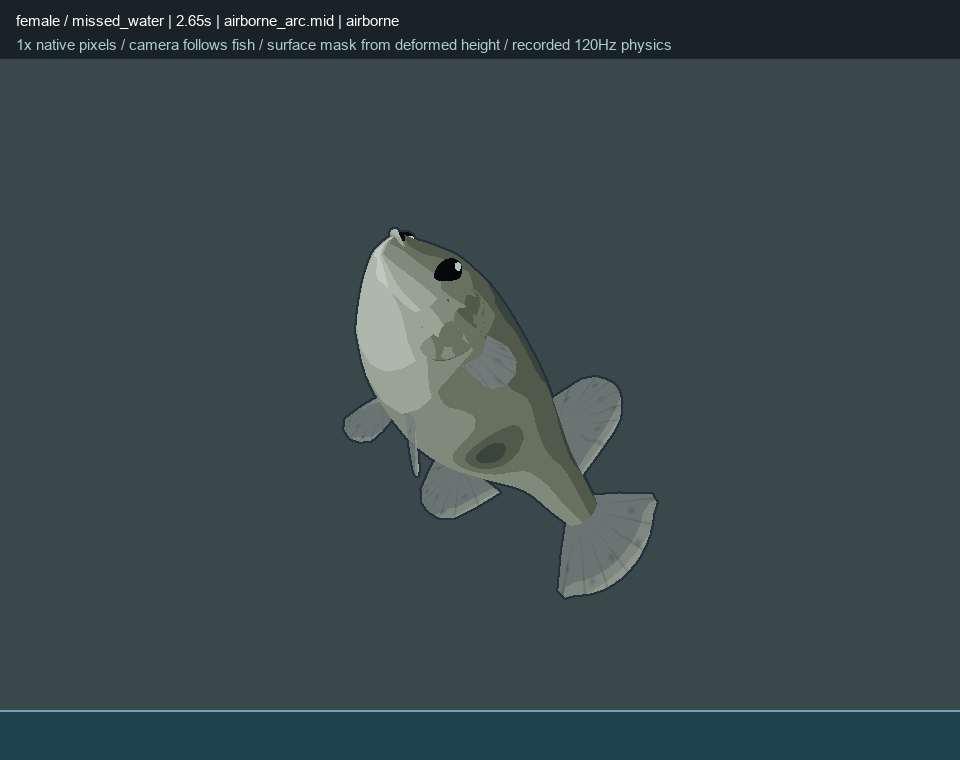 female / missed_water | 2.65s | airborne_arc.mid | airborne
1x native pixels / camera follows fish / surface mask from deformed height / recorded 120Hz physics